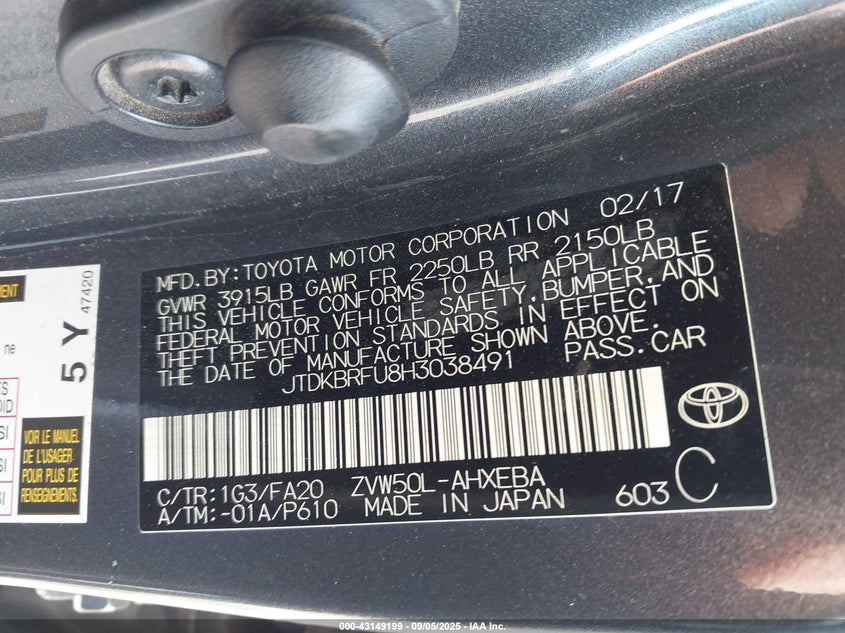 MFD. BY: TOYOTA MOTOR CORPORATION 02/17
GVWR 3915LB GAWR FR 2250LB RR 2150LB
THIS VEHICLE CONFORMS TO ALL APPLICABLE
FEDERAL MOTOR VEHICLE SAFETY, BUMPER, AND
THEFT PREVENTION STANDARDS IN EFFECT ON
THE DATE OF MANUFACTURE SHOWN ABOVE.
JTDKBRFU8H3038491 PASS. CAR
C/TR: 1G3/FA20 ZVW50L-AHXEBA
A/TM: -01A/P610 MADE IN JAPAN 603 C
5 Y 47420
ne
VOIR LE MANUEL
DE L'USAGER
POUR PLUS DE
RENSEIGNEMENTS.
000-43149199 - 09/05/2025 - IAA Inc.